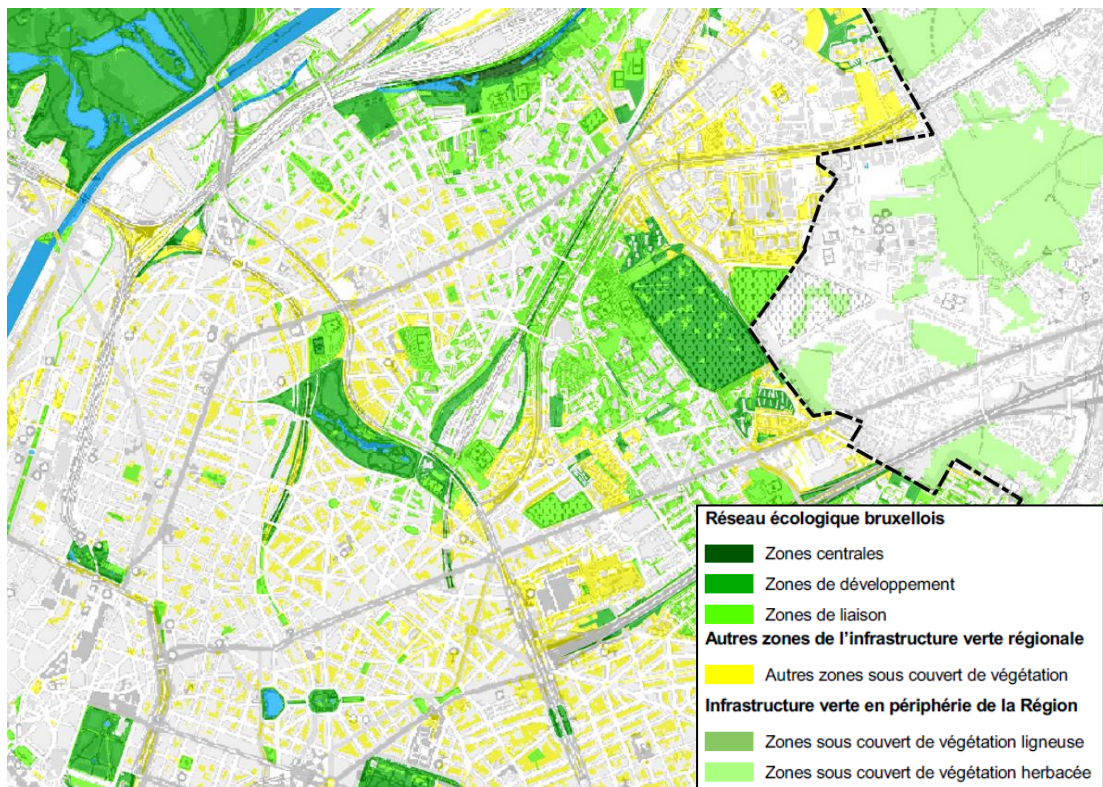 Réseau écologique bruxellois
Zones centrales
Zones de développement
Zones de liaison
Autres zones de l'infrastructure verte régionale
Autres zones sous couvert de végétation
Infrastructure verte en périphérie de la Région
Zones sous couvert de végétation ligneuse
Zones sous couvert de végétation herbacée